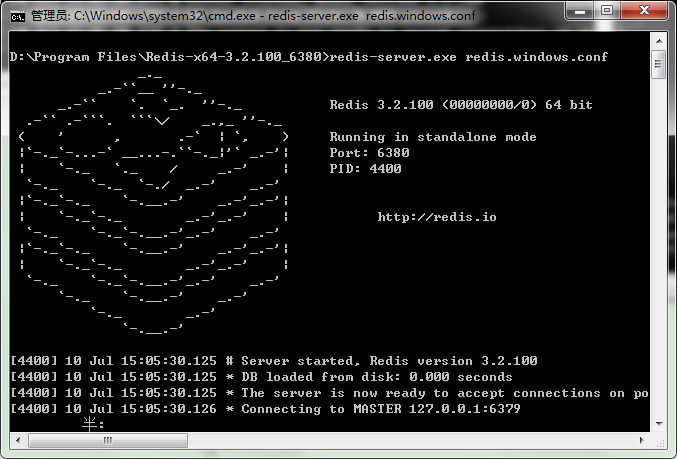 管理员: C:\Windows\system32\cmd.exe - redis-server.exe redis.windows.conf
D:\Program Files\Redis-x64-3.2.100_6380>redis-server.exe redis.windows.conf
Redis 3.2.100 (00000000/0) 64 bit
Running in standalone mode
Port: 6380
PID: 4400
http://redis.io
[4400] 10 Jul 15:05:30.125 # Server started, Redis version 3.2.100
[4400] 10 Jul 15:05:30.125 * DB loaded from disk: 0.000 seconds
[4400] 10 Jul 15:05:30.125 * The server is now ready to accept connections on po
[4400] 10 Jul 15:05:30.126 * Connecting to MASTER 127.0.0.1:6379
半: